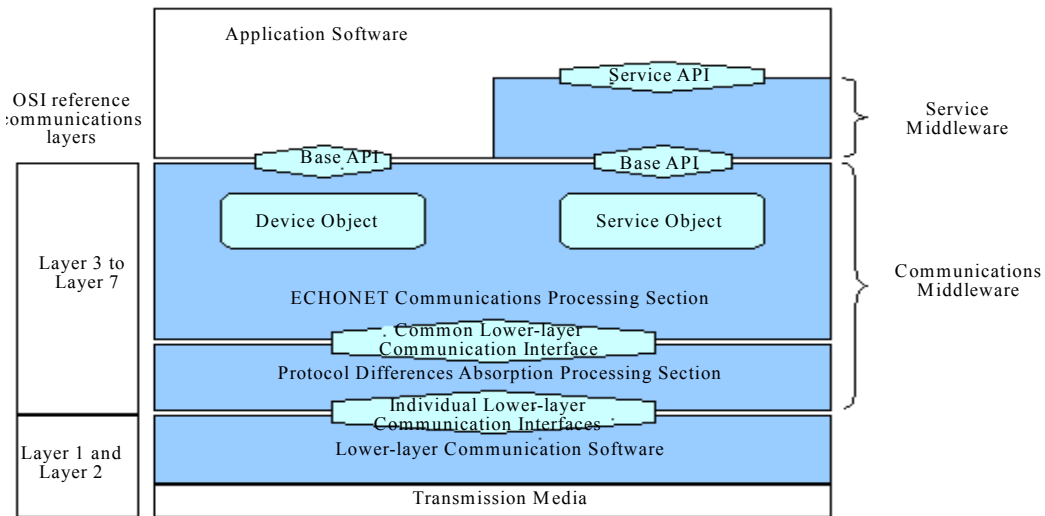 Application Software
Service API
OSI reference
communications
layers
Service
Middleware
Base API
Base API
Device Object
Service Object
Layer 3 to
Layer 7
Communications
Middleware
ECHONET Communications Processing Section
Common Lower-layer
Communication Interface
Protocol Differences Absorption Processing Section
Individual Lower-layer
Communication Interfaces
Layer 1 and
Layer 2
Lower-layer Communication Software
Transmission Media